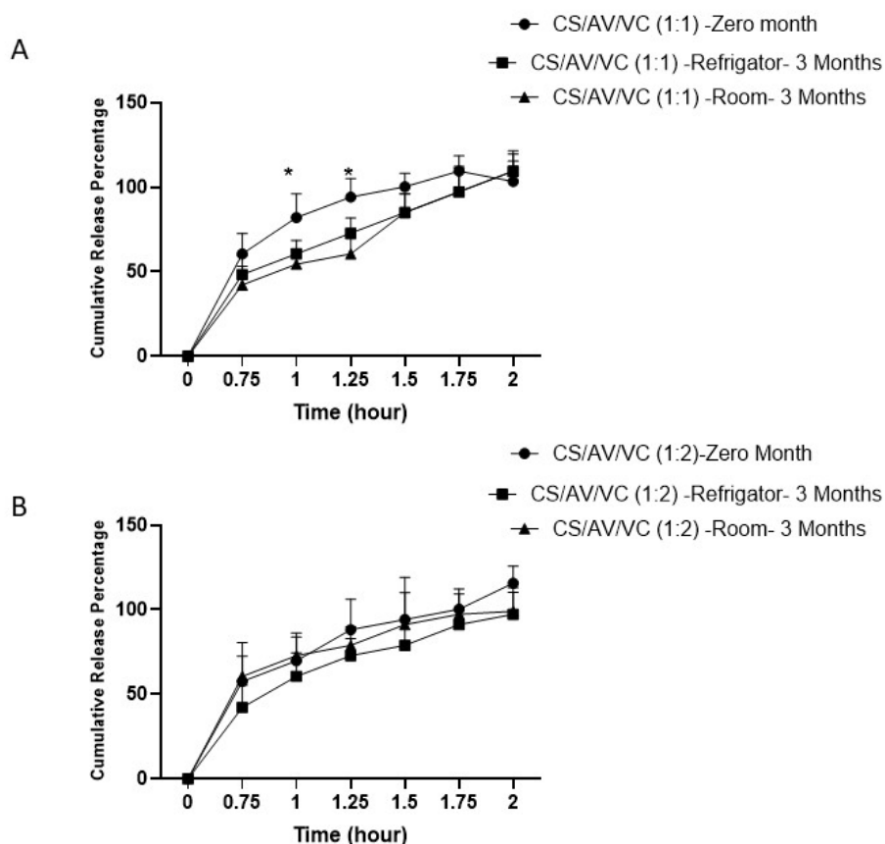 A
CS/AV/VC (1:1) -Zero month
CS/AV/VC (1:1) -Refrigator- 3 Months
CS/AV/VC (1:1) -Room- 3 Months
Cumulative Release Percentage
150
100
50
0
* *
0 0.75 1 1.25 1.5 1.75 2
Time (hour)
B
CS/AV/VC (1:2)-Zero Month
CS/AV/VC (1:2) -Refrigator- 3 Months
CS/AV/VC (1:2) -Room- 3 Months
Cumulative Release Percentage
150
100
50
0
0 0.75 1 1.25 1.5 1.75 2
Time (hour)